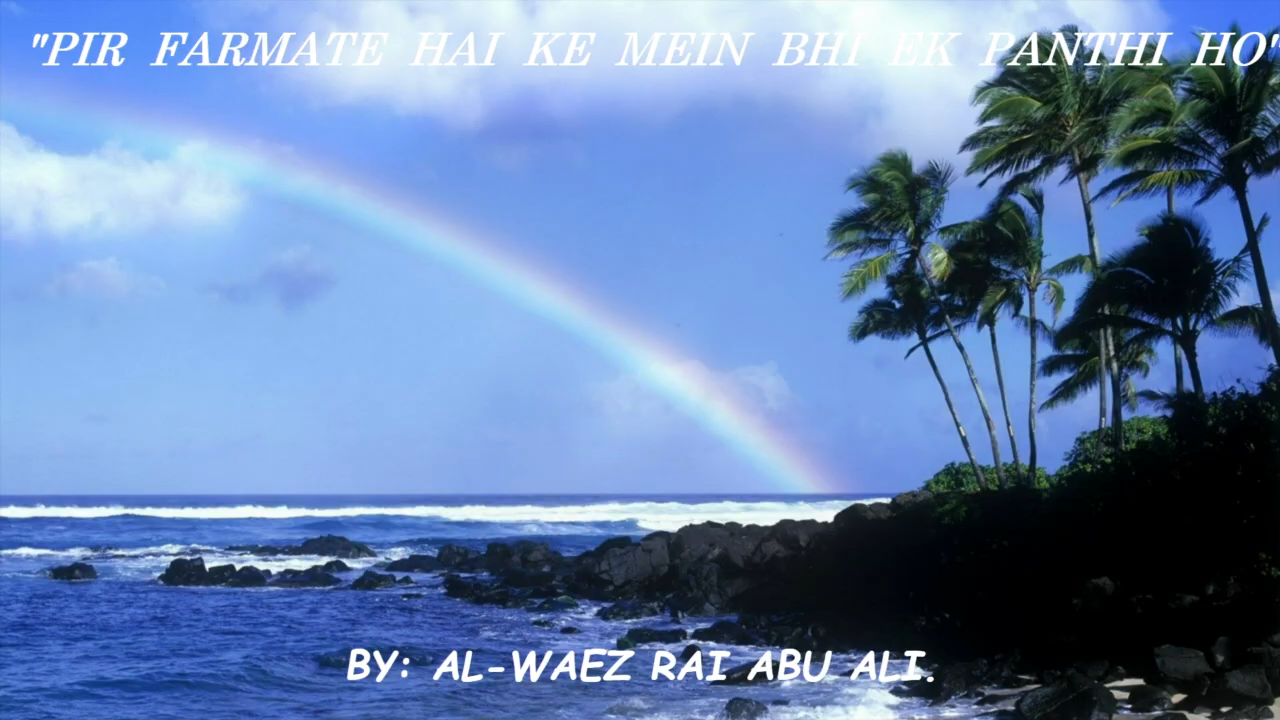 "PIR FARMATE HAI KE MEIN BHI EK PANTHI HO"
BY: AL-WAEZ RAI ABU ALI.